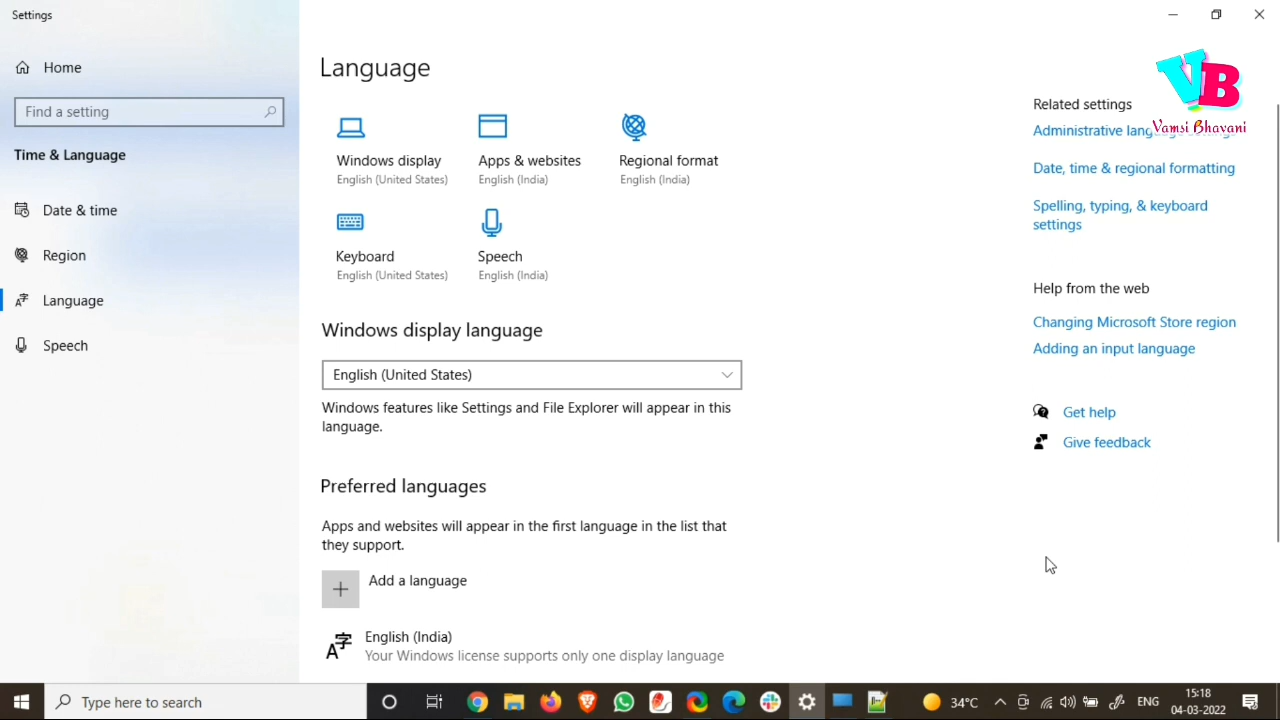 Settings
Home
Find a setting
Time & Language
Date & time
Region
Language
Speech
Language
Windows display
English (United States)
Apps & websites
English (India)
Regional format
English (India)
Keyboard
English (United States)
Speech
English (India)
Windows display language
English (United States)
Windows features like Settings and File Explorer will appear in this
language.
Preferred languages
Apps and websites will appear in the first language in the list that
they support.
Add a language
English (India)
Your Windows license supports only one display language
VB
Vamsi Bhavani
Related settings
Administrative
Date, time & regional formatting
Spelling, typing, & keyboard
settings
Help from the web
Changing Microsoft Store region
Adding an input language
Get help
Give feedback
Type here to search
34°C
ENG
15:18
04-03-2022